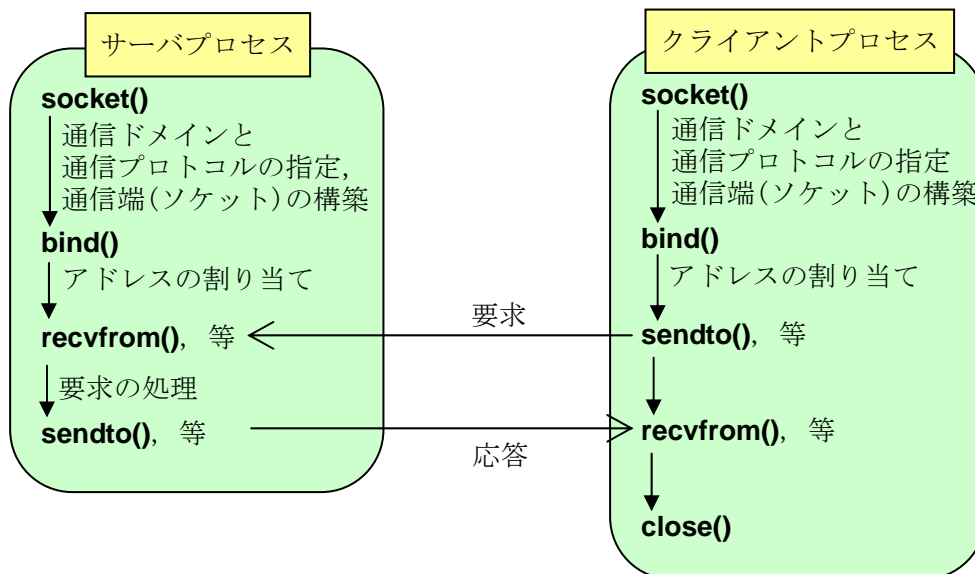 サーバプロセス
socket()
通信ドメインと
通信プロトコルの指定,
通信端(ソケット)の構築
bind()
アドレスの割り当て
recvfrom(), 等
要求の処理
sendto(), 等
要求
応答
クライアントプロセス
socket()
通信ドメインと
通信プロトコルの指定
通信端(ソケット)の構築
bind()
アドレスの割り当て
sendto(), 等
recvfrom(), 等
close()